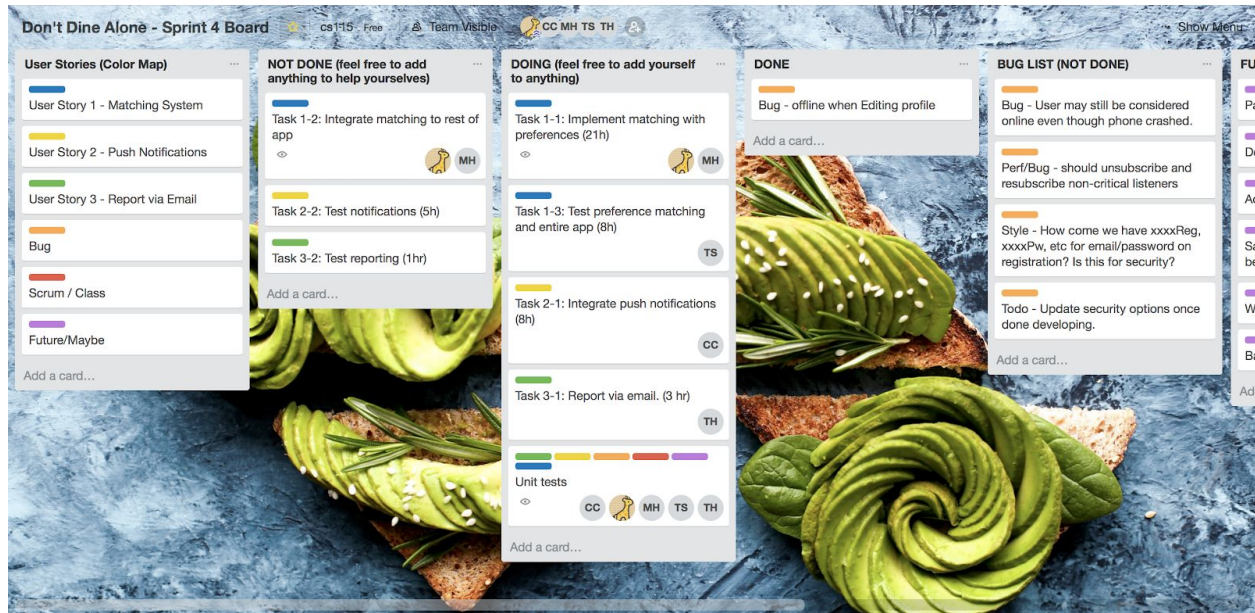 Don't Dine Alone - Sprint 4 Board
cs115
Free
Team Visible
CC MH TS TH
Show Menu
User Stories (Color Map)
User Story 1 - Matching System
User Story 2 - Push Notifications
User Story 3 - Report via Email
Bug
Scrum / Class
Future/Maybe
Add a card…
NOT DONE (feel free to add
anything to help yourselves)
Task 1-2: Integrate matching to rest of
app
MH
Task 2-2: Test notifications (5h)
Task 3-2: Test reporting (1hr)
Add a card…
DOING (feel free to add yourself
to anything)
Task 1-1: Implement matching with
preferences (21h)
MH
Task 1-3: Test preference matching
and entire app (8h)
TS
Task 2-1: Integrate push notifications
(8h)
CC
Task 3-1: Report via email. (3 hr)
TH
Unit tests
CC MH TS TH
Add a card…
DONE
Bug - offline when Editing profile
Add a card…
BUG LIST (NOT DONE)
Bug - User may still be considered
online even though phone crashed.
Perf/Bug - should unsubscribe and
resubscribe non-critical listeners
Style - How come we have xxxxReg,
xxxxPw, etc for email/password on
registration? Is this for security?
Todo - Update security options once
done developing.
Add a card…
FU
Pa